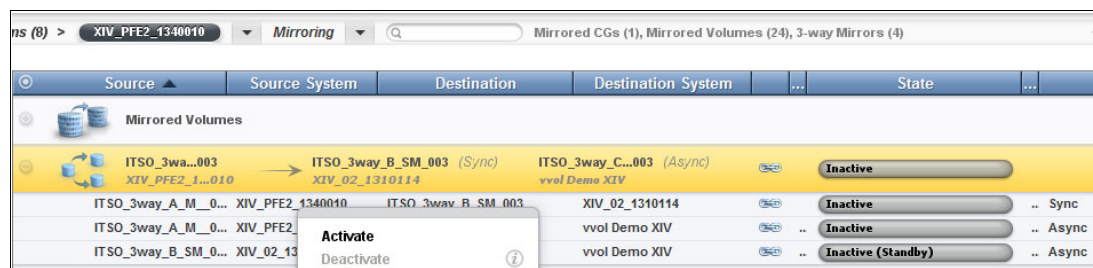 ns (8) > XIV_PFE2_1340010 Mirroring Mirrored CGs (1), Mirrored Volumes (24), 3-way Mirrors (4)
Source Source System Destination Destination System ... State ...
Mirrored Volumes
ITSO_3wa...003 ITSO_3way_B_SM_003 (Sync) ITSO_3way_C...003 (Async) Inactive
XIV_PFE2_1...010 XIV_02_1310114 vvol Demo XIV
ITSO_3way_A_M__0... XIV_PFE2_1340010 ITSO_3way_B_SM_003 XIV_02_1310114 Inactive .. Sync
ITSO_3way_A_M__0... XIV_PFE2_ vvol Demo XIV .. Inactive .. Async
ITSO_3way_B_SM_0... XIV_02_13 vvol Demo XIV .. Inactive (Standby) .. Async
Activate
Deactivate